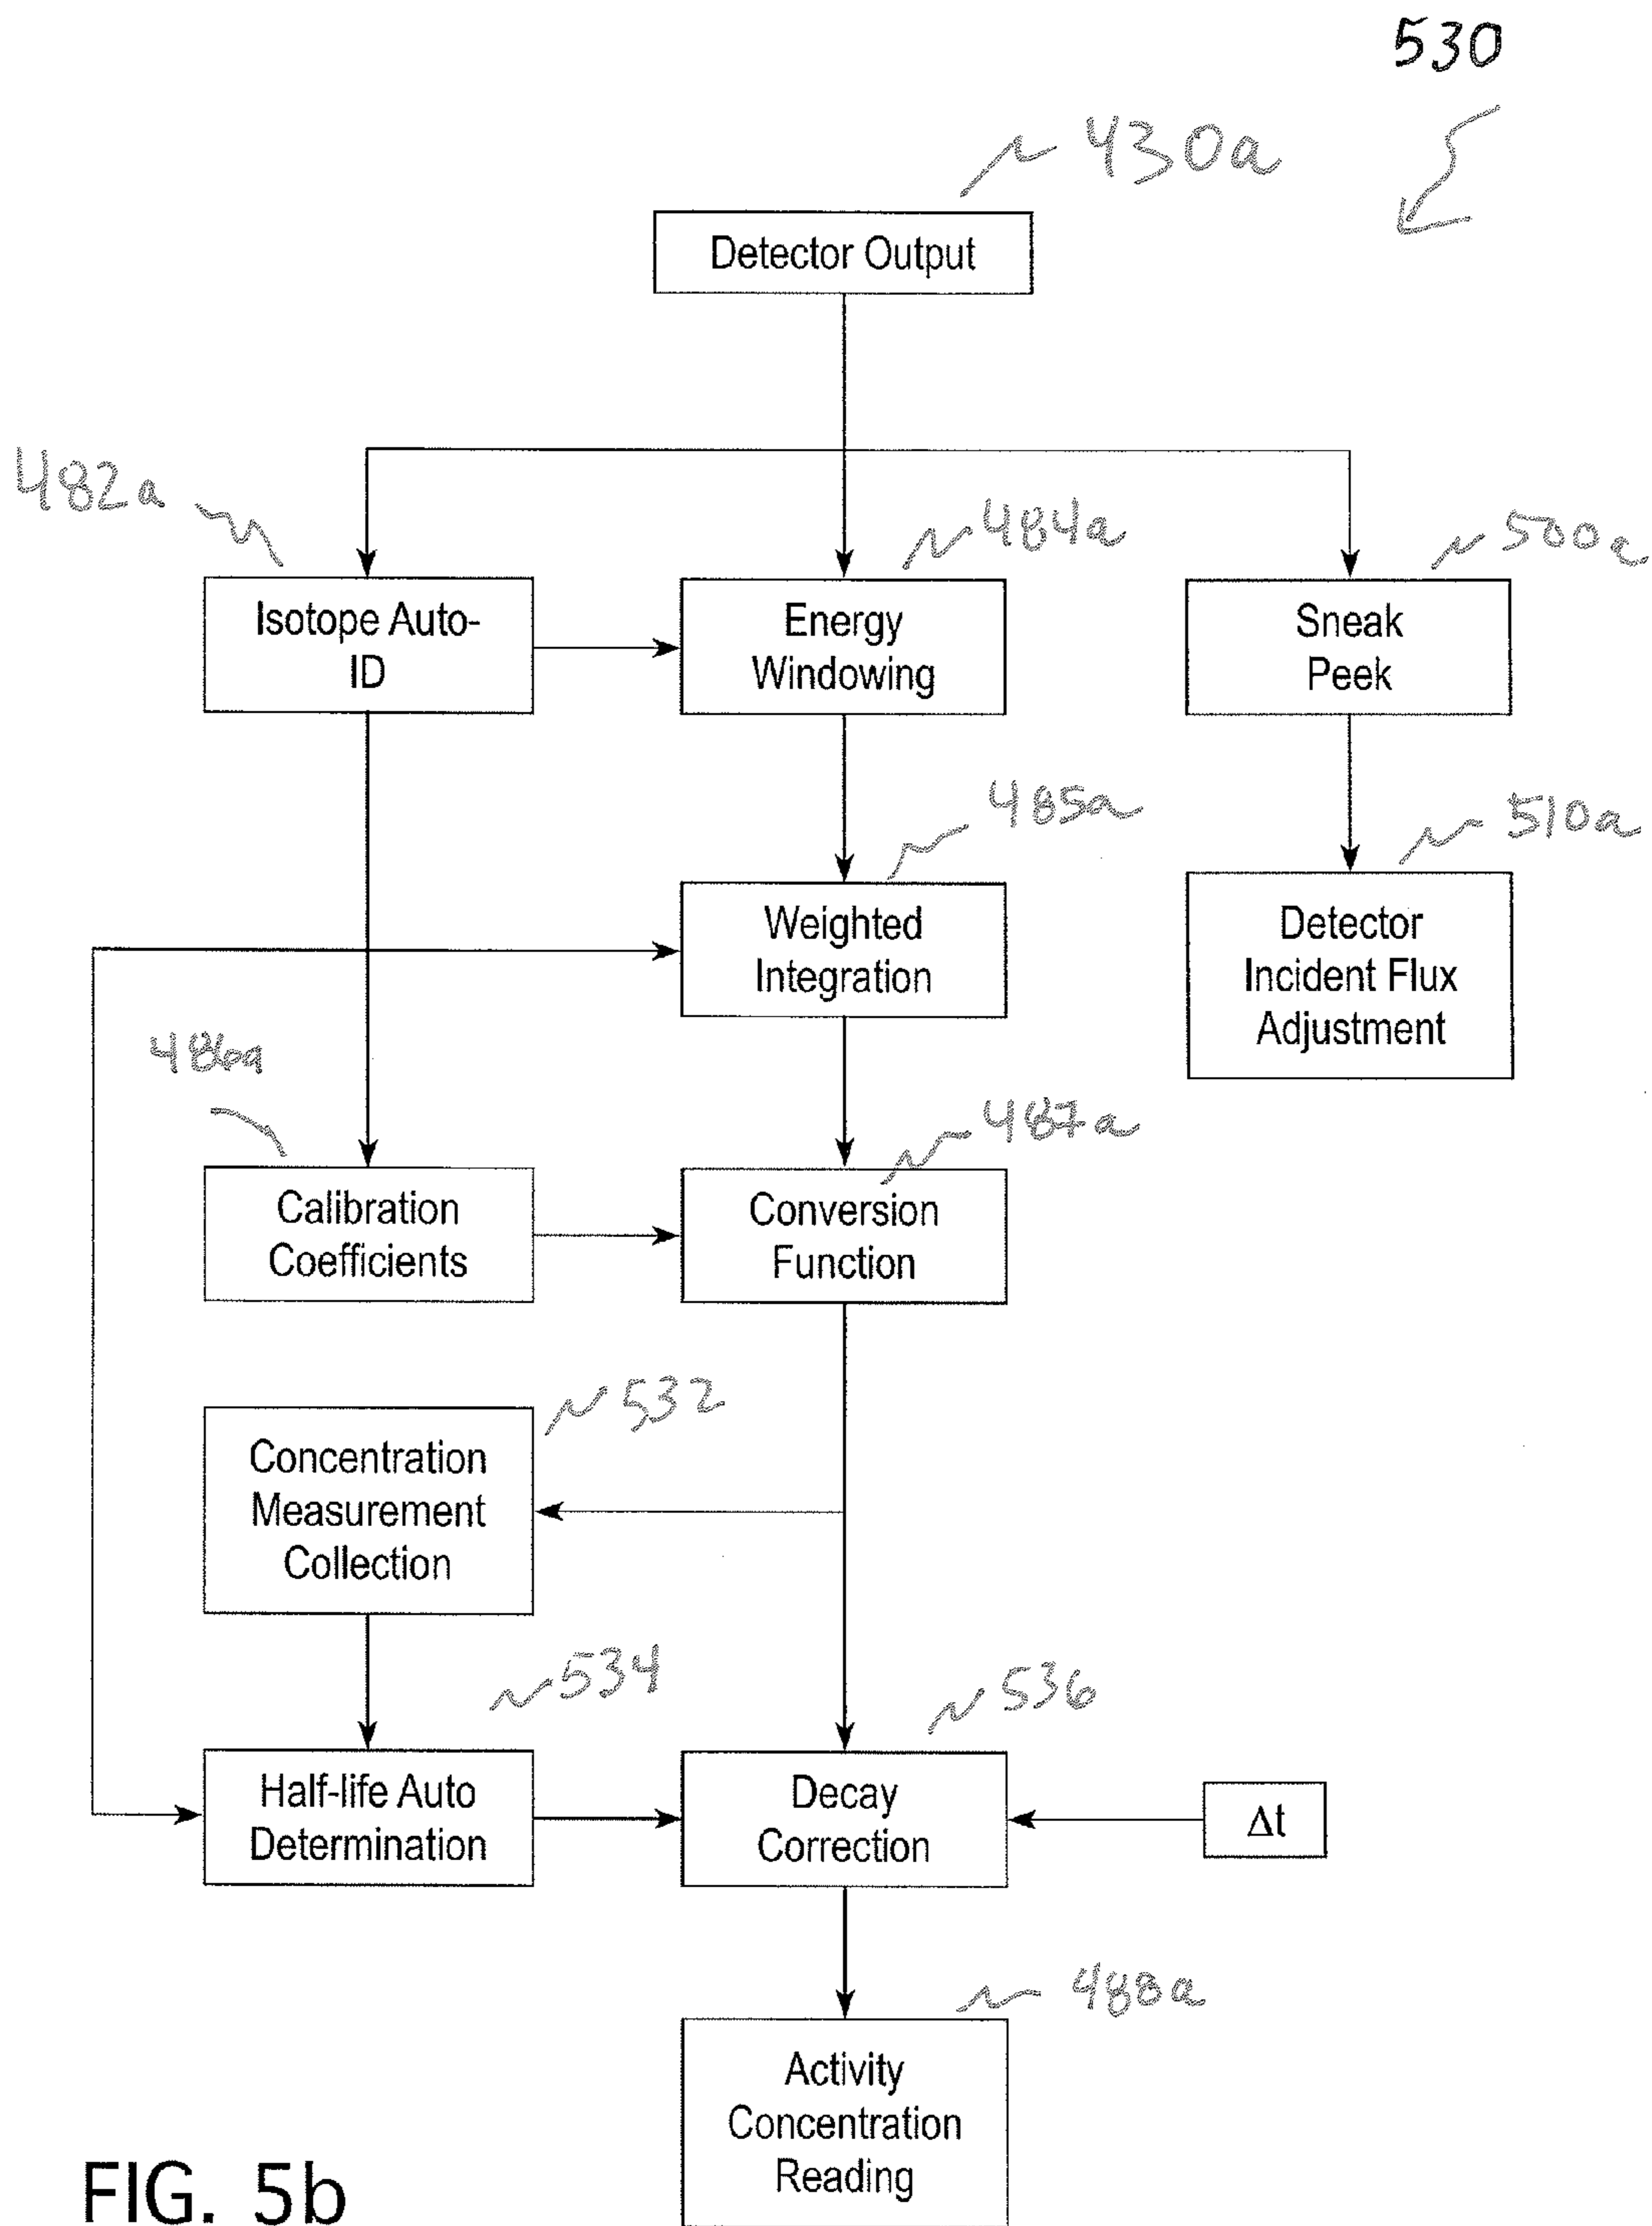 530
430a
Detector Output
482a
484a
500a
Isotope Auto-
ID
Energy
Windowing
Sneak
Peek
485a
510a
Weighted
Integration
Detector
Incident Flux
Adjustment
486a
487a
Calibration
Coefficients
Conversion
Function
532
Concentration
Measurement
Collection
534
536
Half-life Auto
Determination
Decay
Correction
Δt
488a
Activity
Concentration
Reading
FIG. 5b